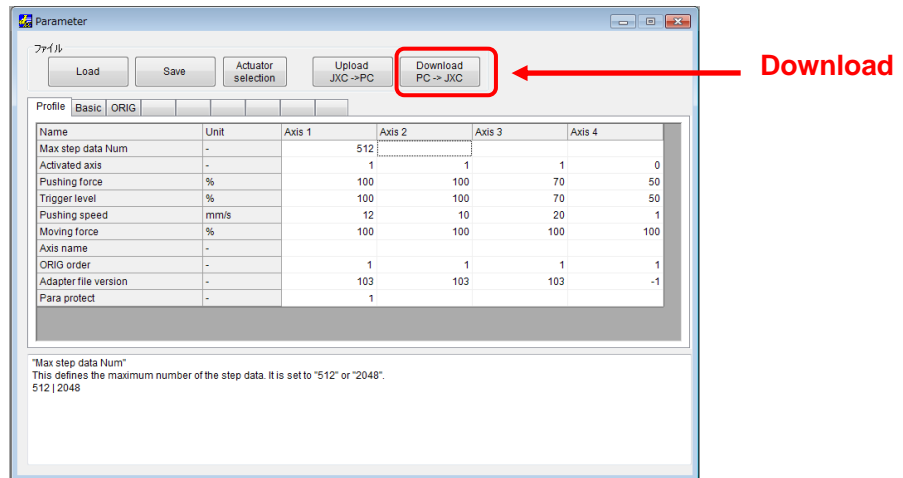 Parameter
ファイル
Load Save Actuator selection Upload JXC ->PC Download PC -> JXC
Download
Profile Basic ORIG
Name Unit Axis 1 Axis 2 Axis 3 Axis 4
Max step data Num - 512
Activated axis - 1 1 1 0
Pushing force % 100 100 70 50
Trigger level % 100 100 70 50
Pushing speed mm/s 12 10 20 1
Moving force % 100 100 100 100
Axis name -
ORIG order - 1 1 1 1
Adapter file version - 103 103 103 -1
Para protect - 1
"Max step data Num"
This defines the maximum number of the step data. It is set to "512" or "2048".
512 | 2048